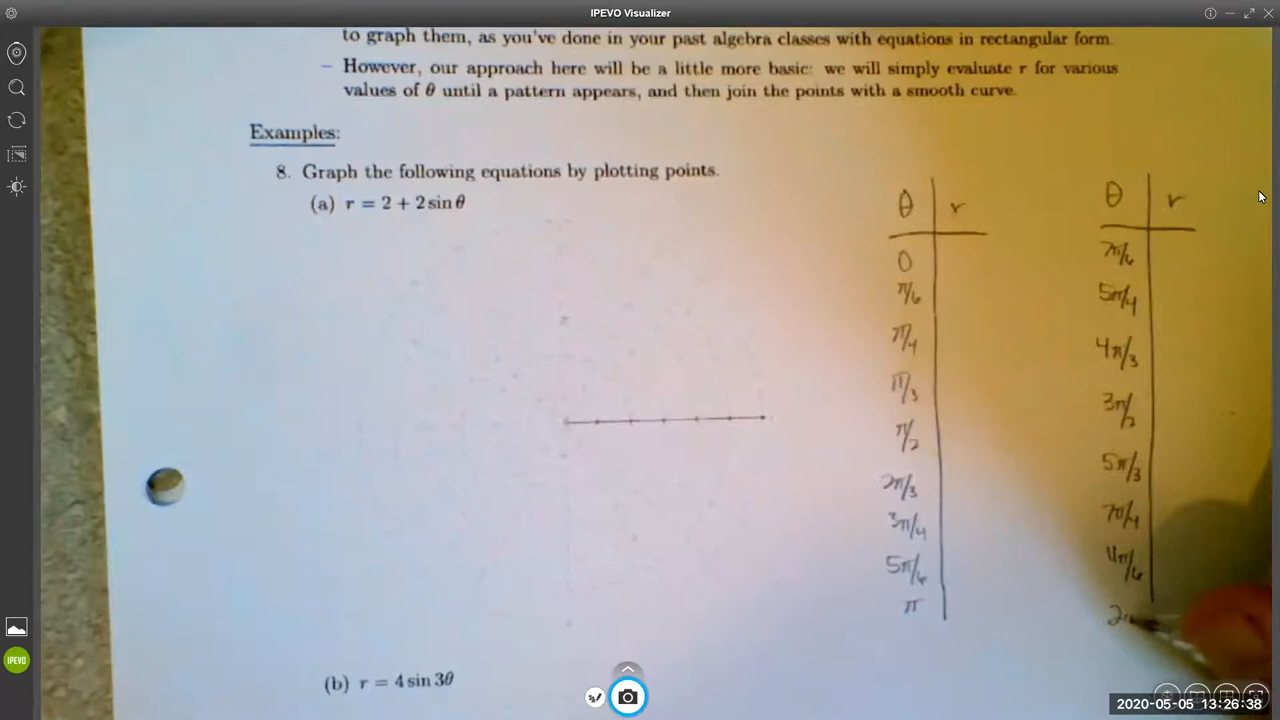 IPEVO Visualizer
to graph them, as you've done in your past algebra classes with equations in rectangular form.
– However, our approach here will be a little more basic: we will simply evaluate r for various
values of θ until a pattern appears, and then join the points with a smooth curve.
Examples:
8. Graph the following equations by plotting points.
(a) r = 2 + 2 sin θ
θ r
0
π/6
π/4
π/3
π/2
2π/3
3π/4
5π/6
π
θ r
7π/6
5π/4
4π/3
3π/2
5π/3
7π/4
11π/6
(b) r = 4 sin 3θ
IPEVO
2020-05-05 13:26:38